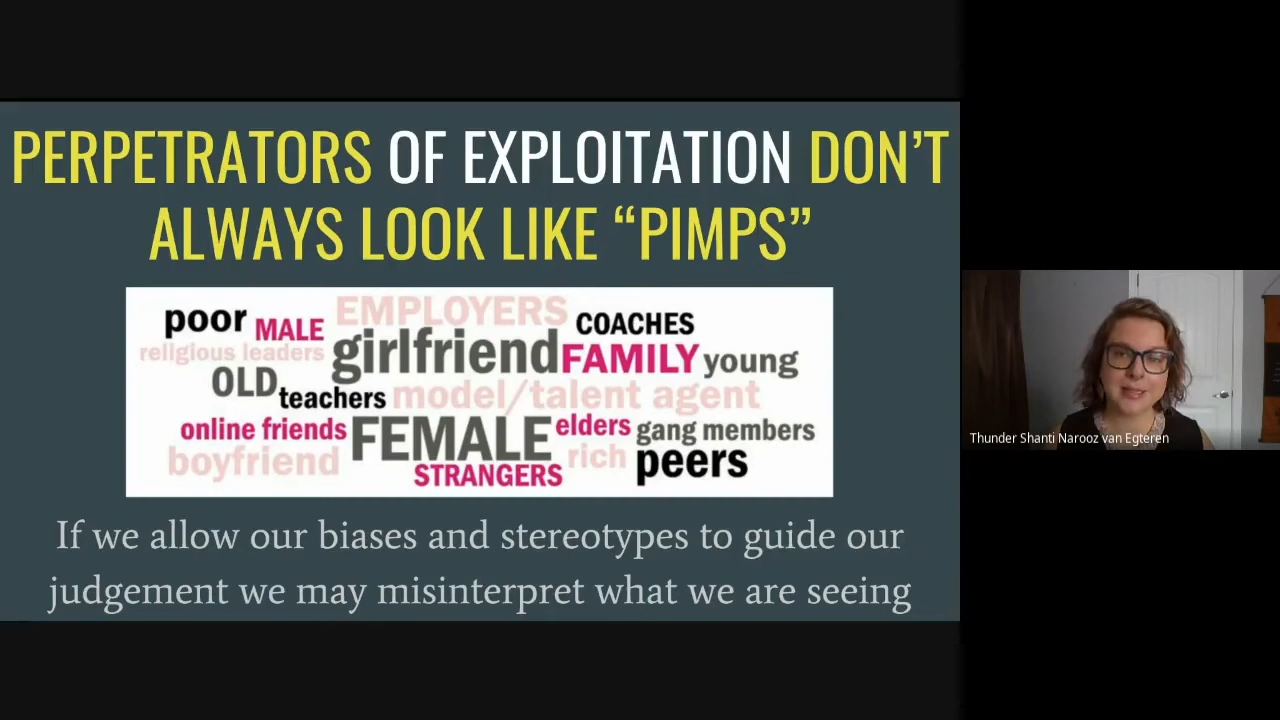 PERPETRATORS OF EXPLOITATION DON’T
ALWAYS LOOK LIKE “PIMPS”
poor MALE EMPLOYERS COACHES
religious leaders girlfriend FAMILY young
OLD teachers model/talent agent
online friends FEMALE elders gang members
boyfriend STRANGERS rich peers
If we allow our biases and stereotypes to guide our
judgement we may misinterpret what we are seeing
Thunder Shanti Narooz van Egteren